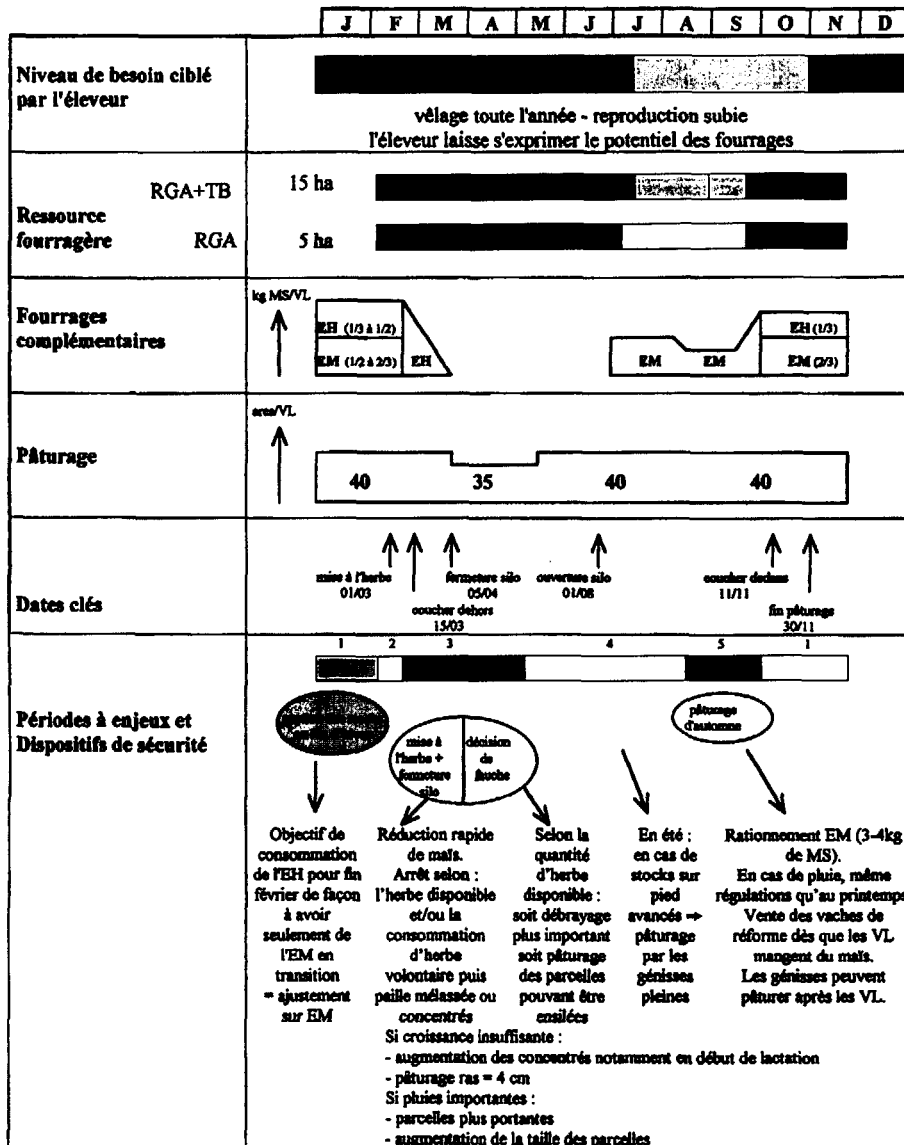 J F M A M J J A S O N D
Niveau de besoin ciblé
par l'éleveur
vêlage toute l'année - reproduction subie
l'éleveur laisse s'exprimer le potentiel des fourrages
RGA+TB 15 ha
Ressource
fourragère RGA 5 ha
Fourrages
complémentaires
kg MS/VL
EH (1/3 à 1/2)
EM (1/2 à 2/3)
EH
EM
EM
EH (1/3)
EM (2/3)
Pâturage
ares/VL
40 35 40 40
Dates clés
mise à l'herbe
01/03
coucher dehors
15/03
fermeture silo
05/04
ouverture silo
01/08
coucher dedans
11/11
fin pâturage
30/11
1 2 3 4 5 1
Périodes à enjeux et
Dispositifs de sécurité
mise à
l'herbe +
fermeture
silo
décision
de
fauche
pâturage
d'automne
Objectif de
consommation
de l'EH pour fin
février de façon
à avoir
seulement de
l'EM en
transition
= ajustement
sur EM
Réduction rapide
de maïs.
Arrêt selon :
l'herbe disponible
et/ou la
consommation
d'herbe
volontaire puis
paille mélassée ou
concentrés
Selon la
quantité
d'herbe
disponible :
soit débrayage
plus important
soit pâturage
des parcelles
pouvant être
ensilées
En été :
en cas de
stocks sur
pied
avancés ⇒
pâturage
par les
génisses
pleines
Rationnement EM (3-4kg
de MS).
En cas de pluie, même
régulations qu'au printemps
Vente des vaches de
réforme dès que les VL
mangent du maïs.
Les génisses peuvent
pâturer après les VL.
Si croissance insuffisante :
- augmentation des concentrés notamment en début de lactation
- pâturage ras = 4 cm
Si pluies importantes :
- parcelles plus portantes
- augmentation de la taille des parcelles